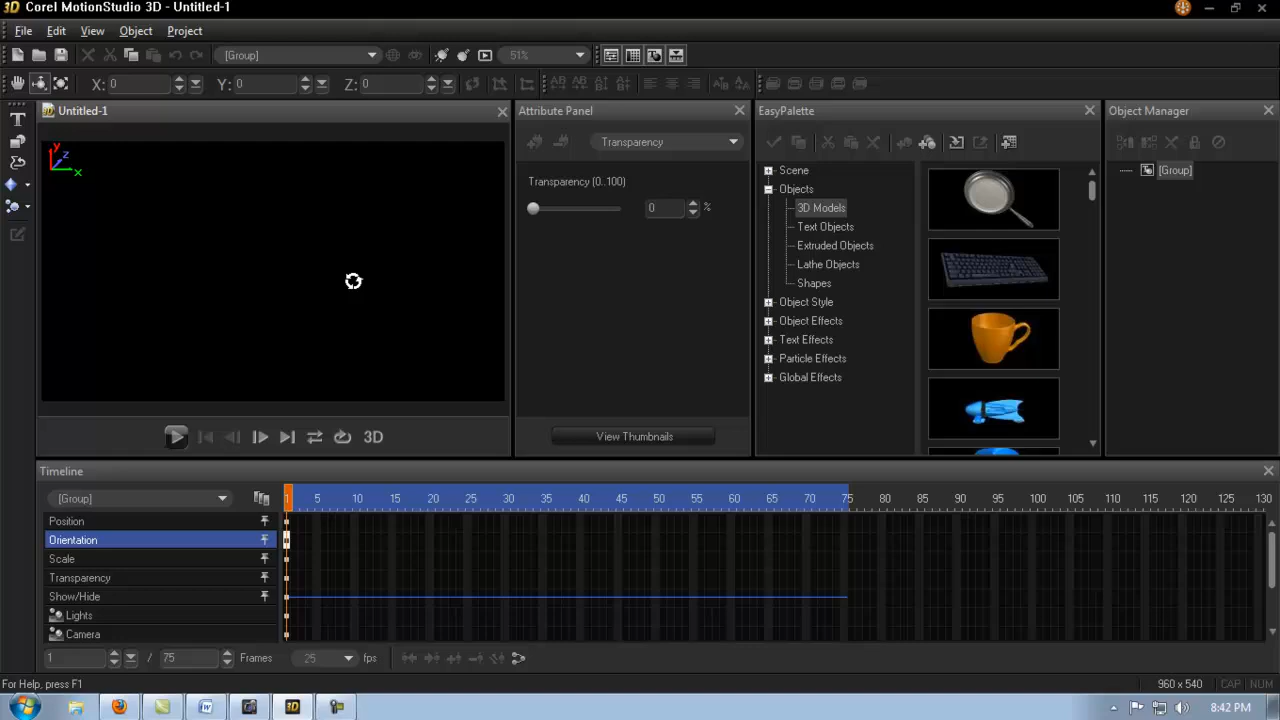 3D Corel MotionStudio 3D - Untitled-1
File Edit View Object Project
[Group] 51%
X: 0 Y: 0 Z: 0
3D Untitled-1
Attribute Panel
EasyPalette
Object Manager
y
z
x
Transparency
Transparency (0..100)
0 %
View Thumbnails
Scene
Objects
3D Models
Text Objects
Extruded Objects
Lathe Objects
Shapes
Object Style
Object Effects
Text Effects
Particle Effects
Global Effects
[Group]
3D
Timeline
[Group]
1 5 10 15 20 25 30 35 40 45 50 55 60 65 70 75 80 85 90 95 100 105 110 115 120 125 130
Position
Orientation
Scale
Transparency
Show/Hide
Lights
Camera
1 / 75 Frames 25 fps
For Help, press F1
960 x 540 CAP NUM
8:42 PM